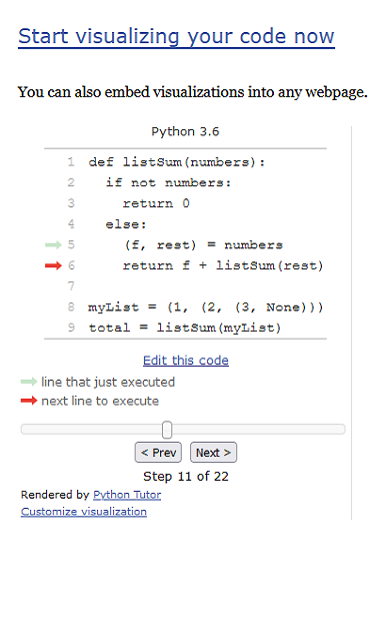 Start visualizing your code now
You can also embed visualizations into any webpage.
Python 3.6
1 def listSum(numbers):
2   if not numbers:
3     return 0
4   else:
5     (f, rest) = numbers
6     return f + listSum(rest)
7
8 myList = (1, (2, (3, None)))
9 total = listSum(myList)
Edit this code
line that just executed
next line to execute
< Prev Next >
Step 11 of 22
Rendered by Python Tutor
Customize visualization